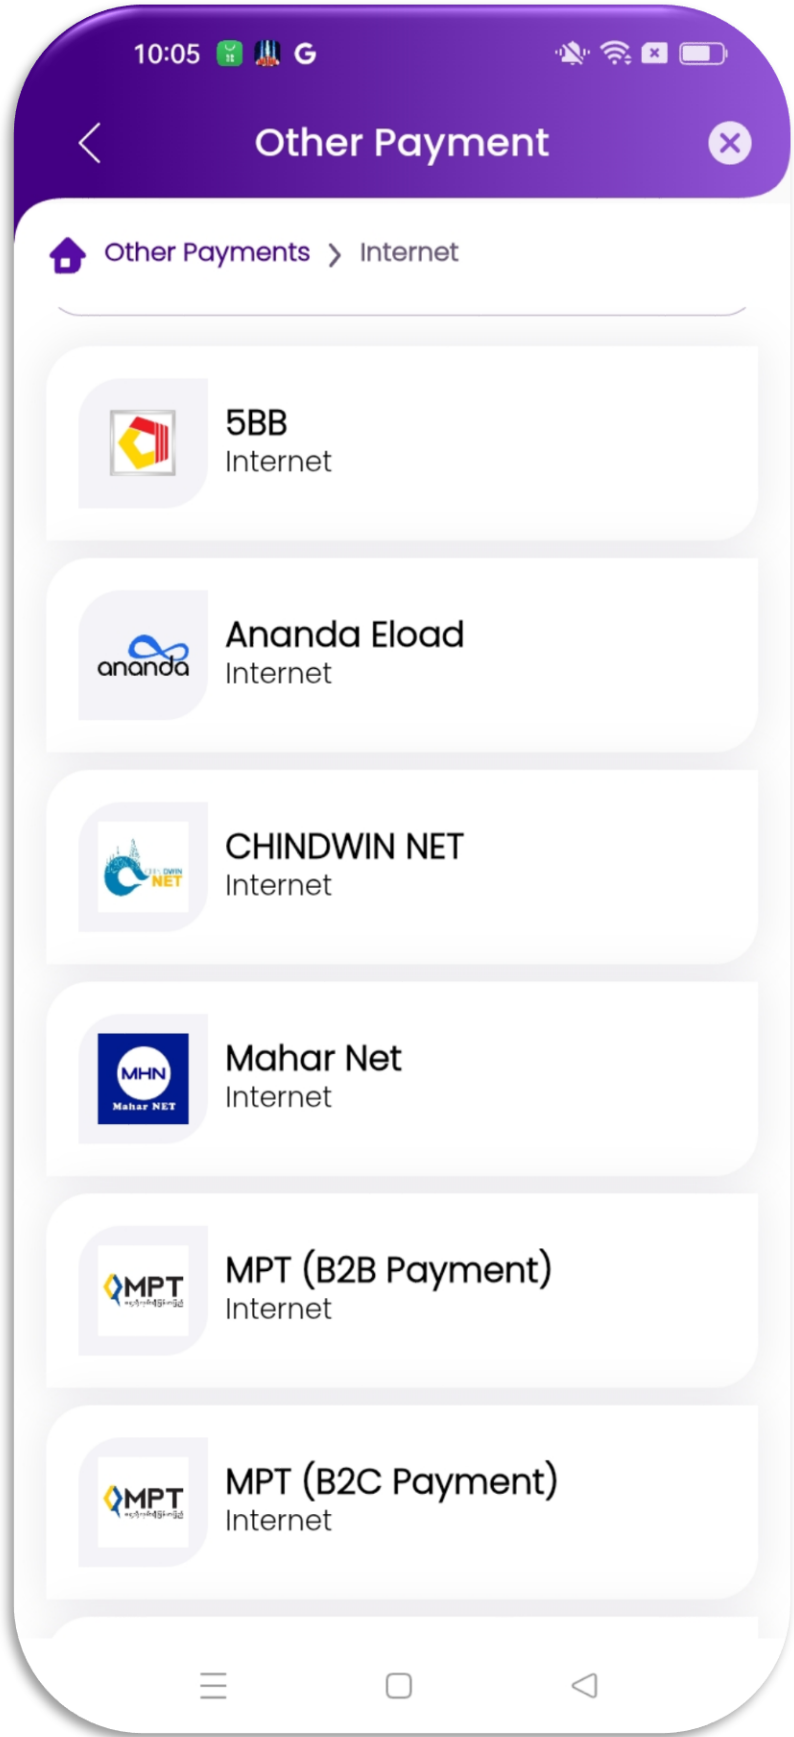 10:05
Other Payment
Other Payments > Internet
5BB
Internet
ananda
Ananda Eload
Internet
NET
CHINDWIN NET
Internet
MHN
Mahar NET
Mahar Net
Internet
MPT
MPT (B2B Payment)
Internet
MPT
MPT (B2C Payment)
Internet